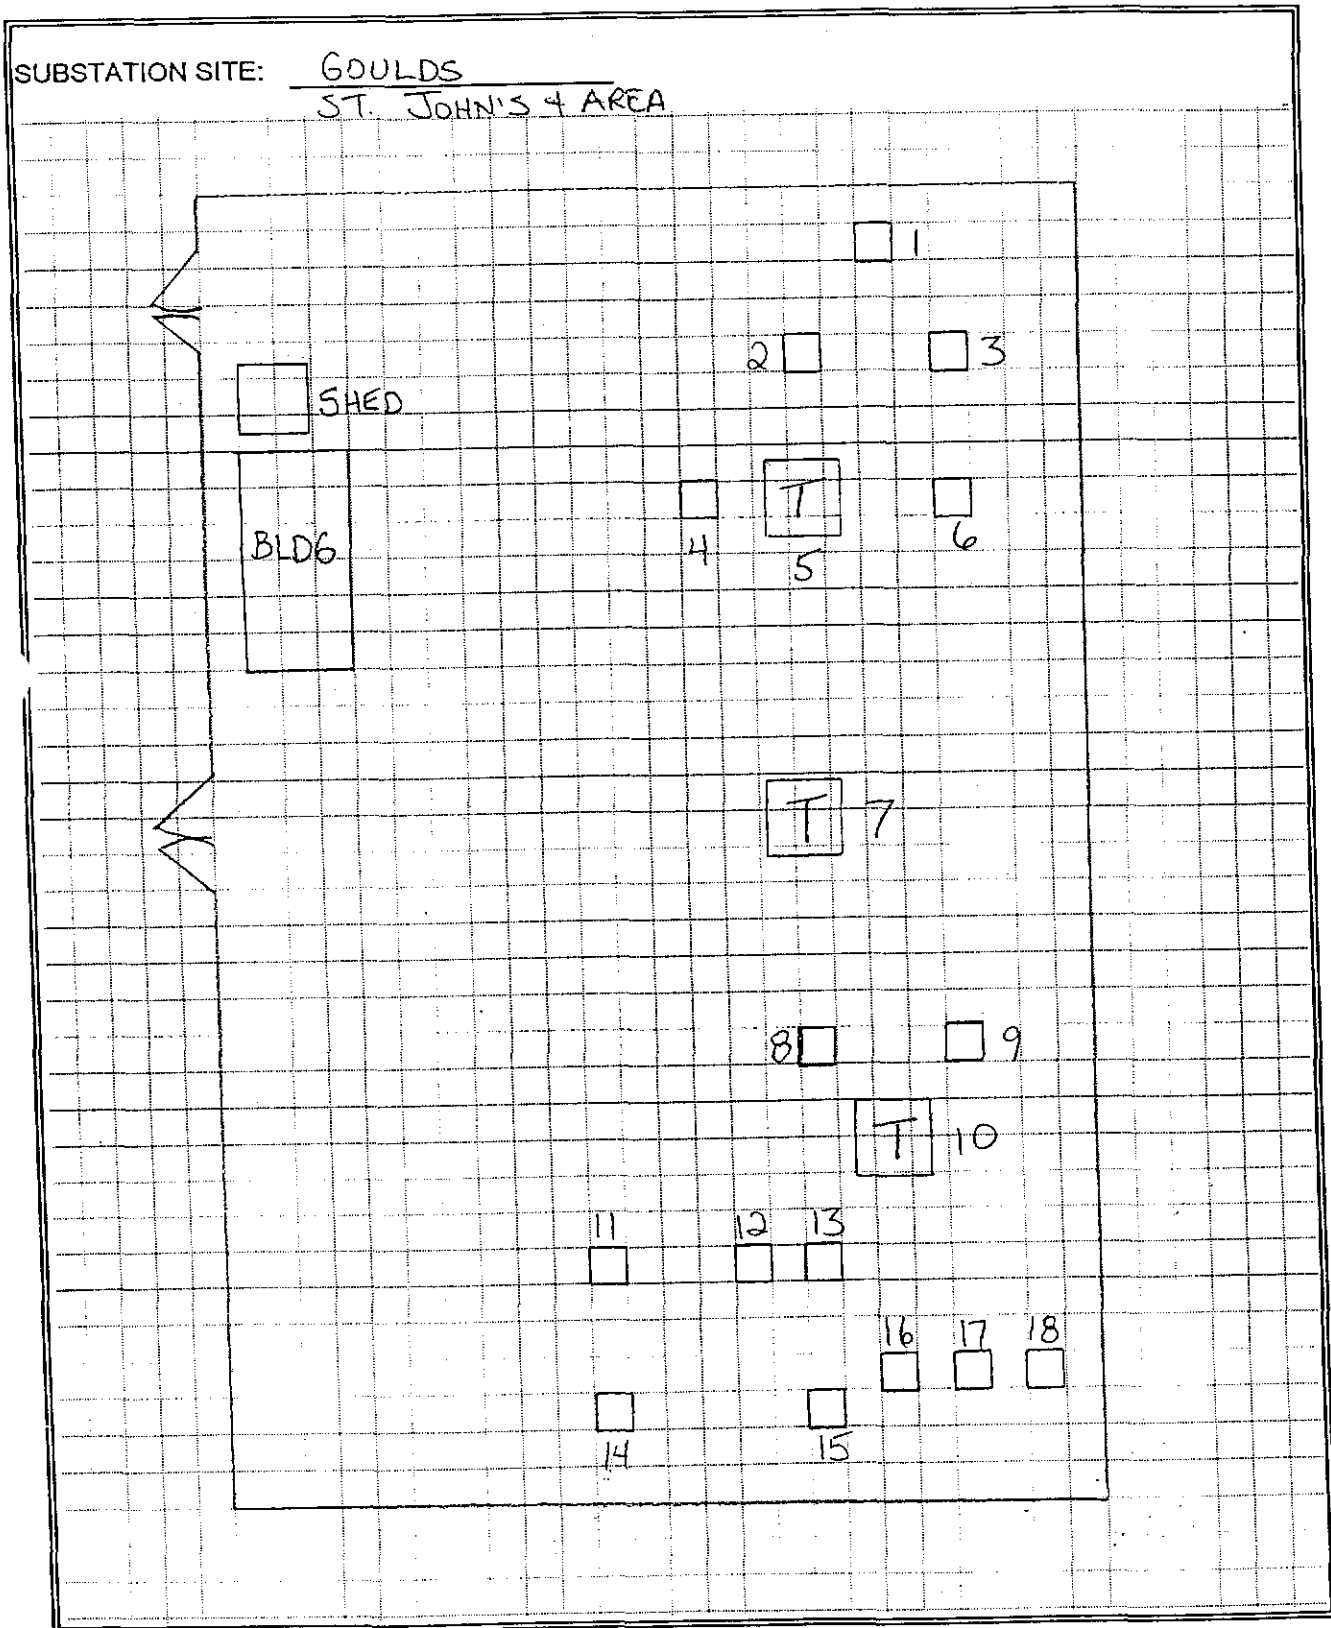 SUBSTATION SITE: GOULDS
ST. JOHN'S & AREA
1
2 3
SHED
T
BLDG
4 5 6
T 7
8 9
T 10
11 12 13
16 17 18
14 15